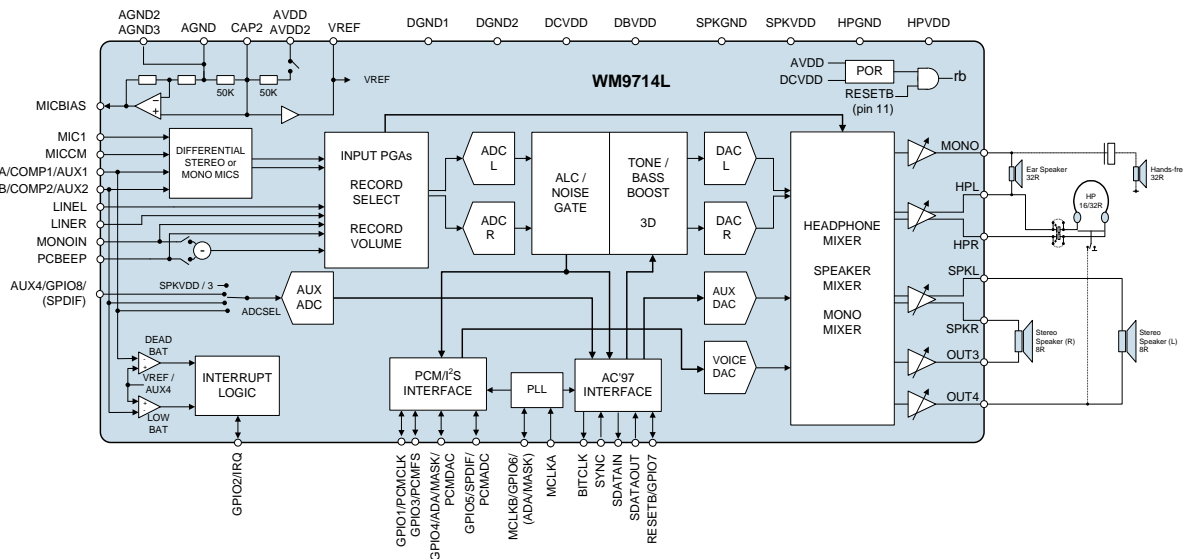 AGND2
AGND3
AGND
CAP2
AVDD
AVDD2
VREF
DGND1
DGND2
DCVDD
DBVDD
SPKGND
SPKVDD
HPGND
HPVDD
50K
50K
VREF
WM9714L
AVDD
DCVDD
POR
RESETB
(pin 11)
rb
MICBIAS
MIC1
MICCM
A/COMP1/AUX1
B/COMP2/AUX2
LINEL
LINER
MONOIN
PCBEEP
AUX4/GPIO8/
(SPDIF)
DIFFERENTIAL
STEREO or
MONO MICS
INPUT PGAs
RECORD
SELECT
RECORD
VOLUME
ADC
L
ADC
R
ALC /
NOISE
GATE
TONE /
BASS
BOOST
3D
DAC
L
DAC
R
AUX
DAC
VOICE
DAC
HEADPHONE
MIXER
SPEAKER
MIXER
MONO
MIXER
MONO
HPL
HPR
SPKL
SPKR
OUT3
OUT4
Ear Speaker
32R
Hands-fre
32R
HP
16/32R
Stereo
Speaker (R)
8R
Stereo
Speaker (L)
8R
SPKVDD / 3
ADCSEL
AUX
ADC
DEAD
BAT
VREF /
AUX4
LOW
BAT
INTERRUPT
LOGIC
PCM/I²S
INTERFACE
PLL
AC'97
INTERFACE
GPIO2/IRQ
GPIO1/PCMCLK
GPIO3/PCMFS
GPIO4/ADA/MASK/
PCMDAC
GPIO5/SPDIF/
PCMADC
MCLKB/GPIO6/
(ADA/MASK)
MCLKA
BITCLK
SYNC
SDATAIN
SDATAOUT
RESETB/GPIO7